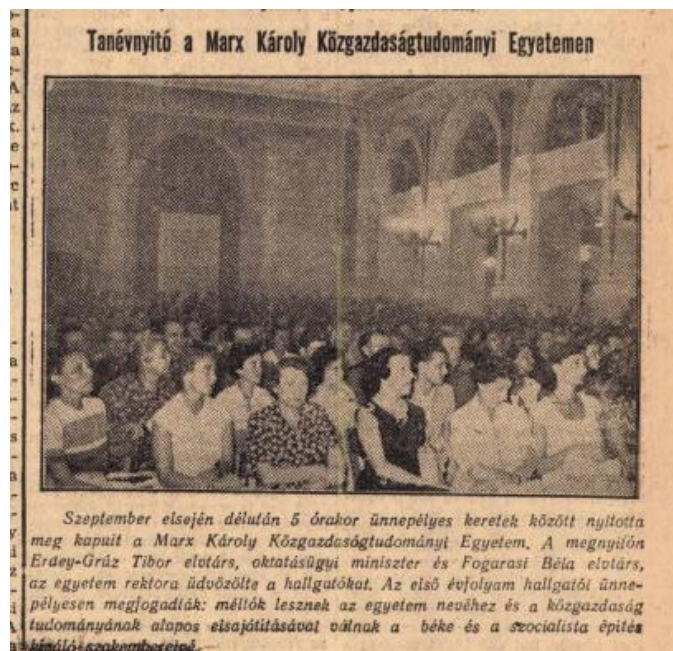 Tanévnyitó a Marx Károly Közgazdaságtudományi Egyetemen
Szeptember elsején délután 5 órakor ünnepélyes keretek között nyitotta
meg kapuit a Marx Károly Közgazdaságtudományi Egyetem. A megnyitón
Erdey-Grúz Tibor elvtárs, oktatásügyi miniszter és Fogarasi Béla elvtárs,
az egyetem rektora üdvözölte a hallgatókat. Az első évfolyam hallgatói ünne-
pélyesen megfogadták: méltók lesznek az egyetem nevéhez és a közgazdaság
tudományának alapos elsajátításával válnak a béke és a szocialista építés
kiváló szakembereivé.